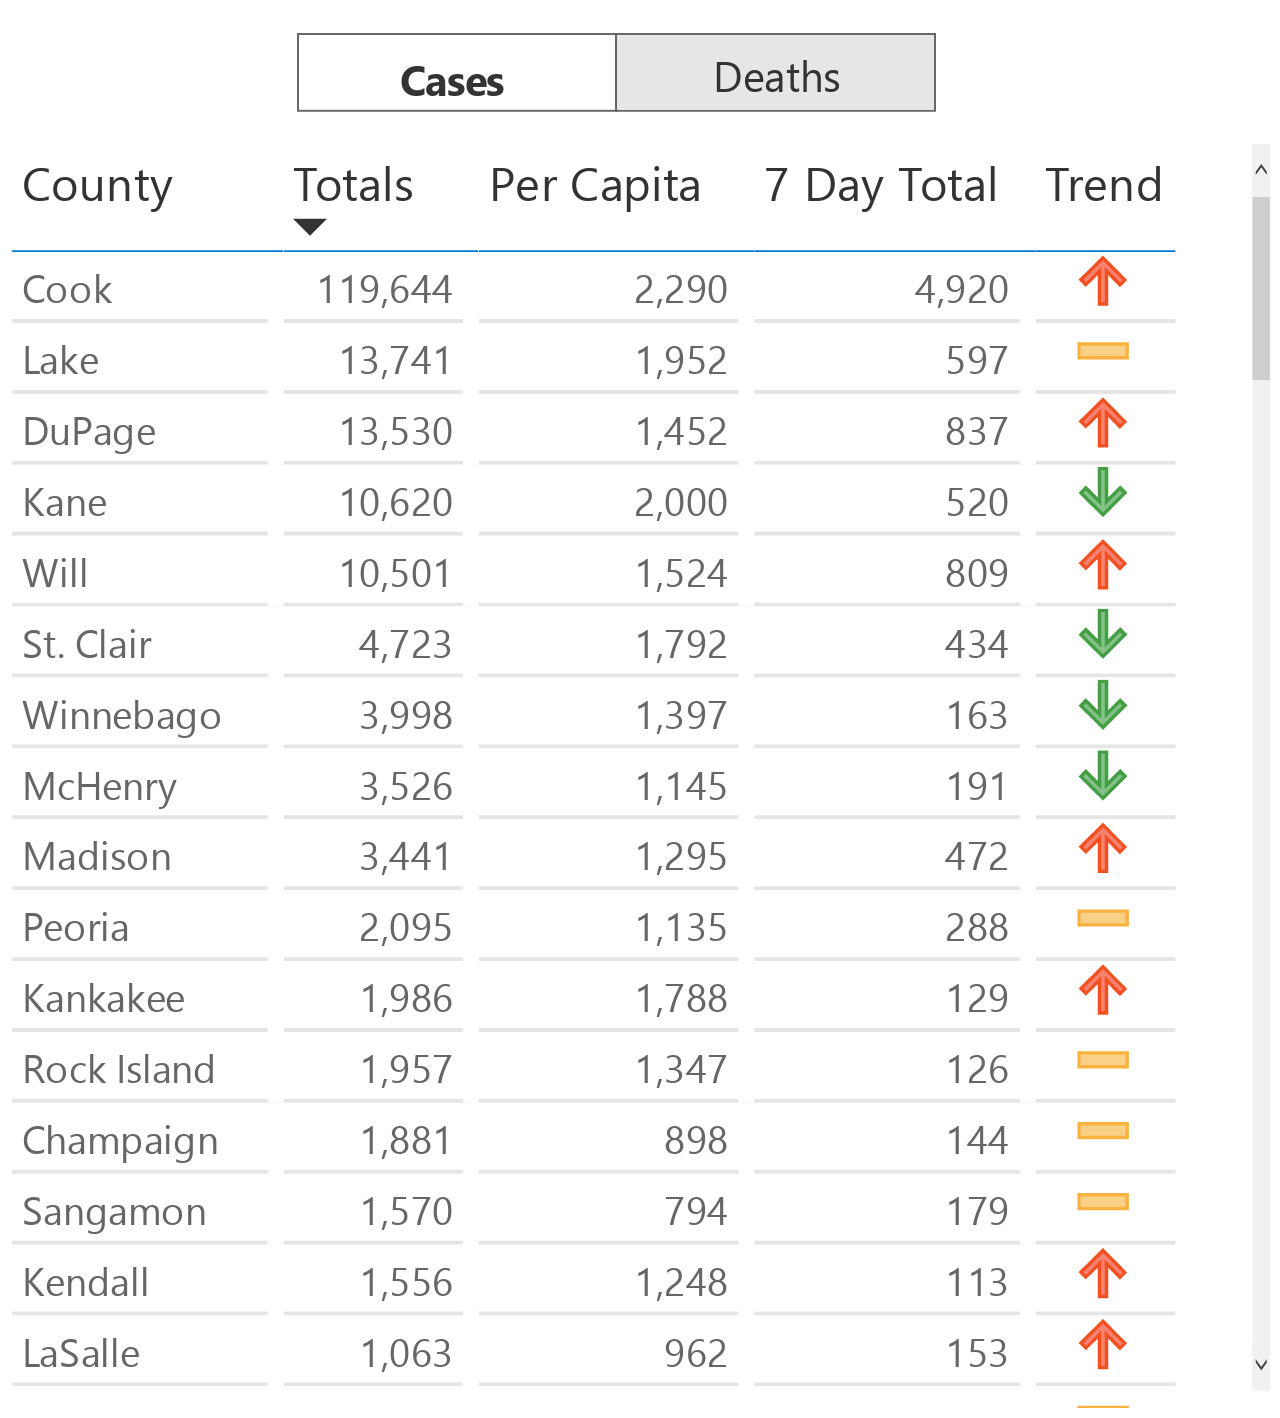 Cases Deaths
County Totals Per Capita 7 Day Total Trend
Cook 119,644 2,290 4,920
Lake 13,741 1,952 597
DuPage 13,530 1,452 837
Kane 10,620 2,000 520
Will 10,501 1,524 809
St. Clair 4,723 1,792 434
Winnebago 3,998 1,397 163
McHenry 3,526 1,145 191
Madison 3,441 1,295 472
Peoria 2,095 1,135 288
Kankakee 1,986 1,788 129
Rock Island 1,957 1,347 126
Champaign 1,881 898 144
Sangamon 1,570 794 179
Kendall 1,556 1,248 113
LaSalle 1,063 962 153